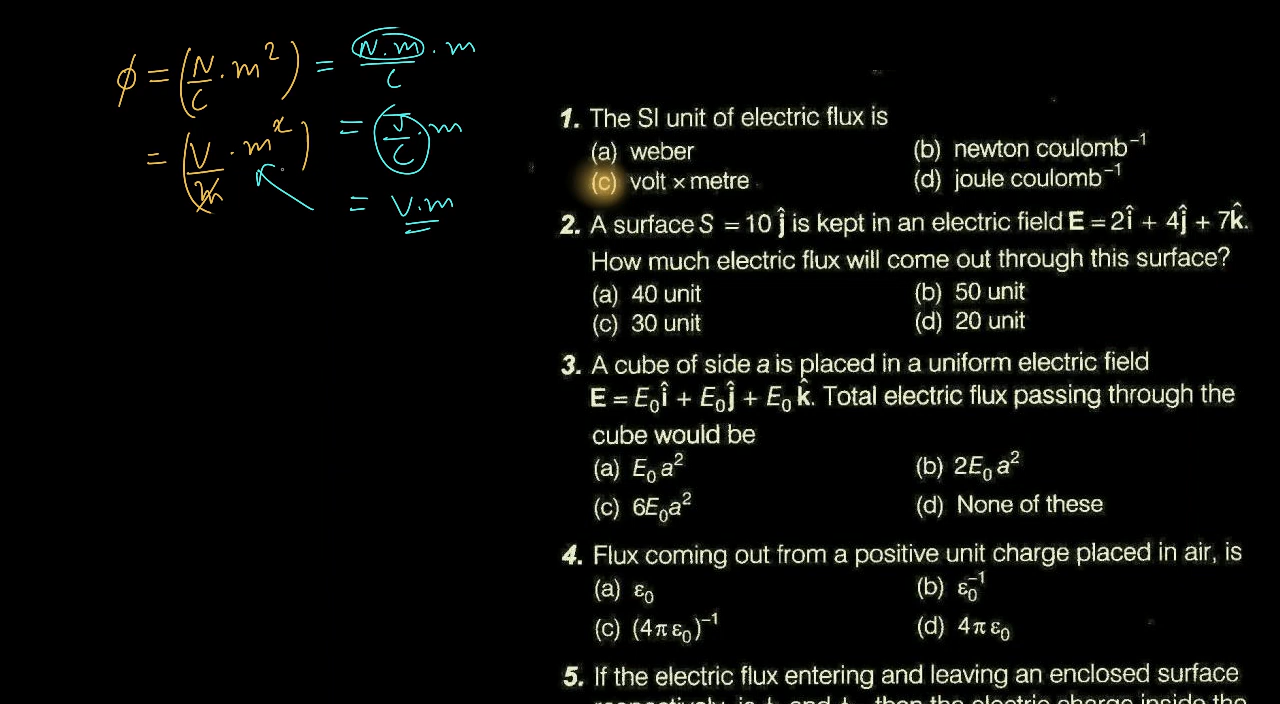 φ = (N/C · m²) = N.m/C . m
= (V/m · m²) = J/C · m
= V.m
1. The SI unit of electric flux is
(a) weber (b) newton coulomb⁻¹
(c) volt × metre (d) joule coulomb⁻¹
2. A surface S = 10 ĵ is kept in an electric field E = 2î + 4ĵ + 7k̂.
How much electric flux will come out through this surface?
(a) 40 unit (b) 50 unit
(c) 30 unit (d) 20 unit
3. A cube of side a is placed in a uniform electric field
E = E₀î + E₀ĵ + E₀ k̂. Total electric flux passing through the
cube would be
(a) E₀a² (b) 2E₀a²
(c) 6E₀a² (d) None of these
4. Flux coming out from a positive unit charge placed in air, is
(a) ε₀ (b) ε₀⁻¹
(c) (4π ε₀)⁻¹ (d) 4π ε₀
5. If the electric flux entering and leaving an enclosed surface